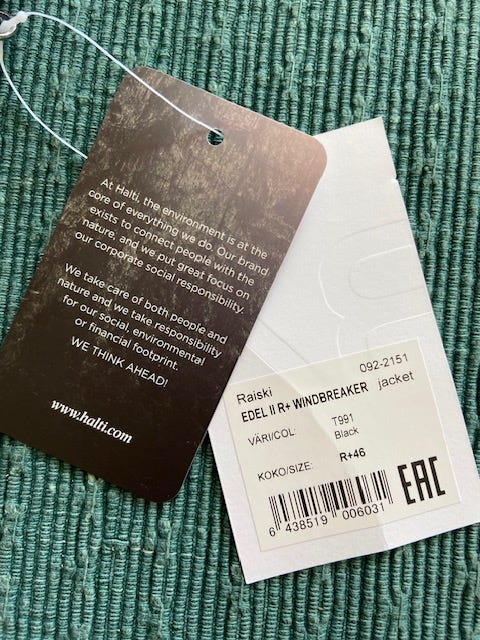 At Halti, the environment is at the
core of everything we do. Our brand
exists to connect people with the
nature, and we put great focus on
our corporate social responsibility.
We take care of both people and
nature and we take responsibility
for our social, environmental
or financial footprint.
WE THINK AHEAD!
www.halti.com
Raiski 092-2151
EDEL II R+ WINDBREAKER jacket
VÄRI/COL: T991
Black
KOKO/SIZE: R+46
6 438519 006031
EAC